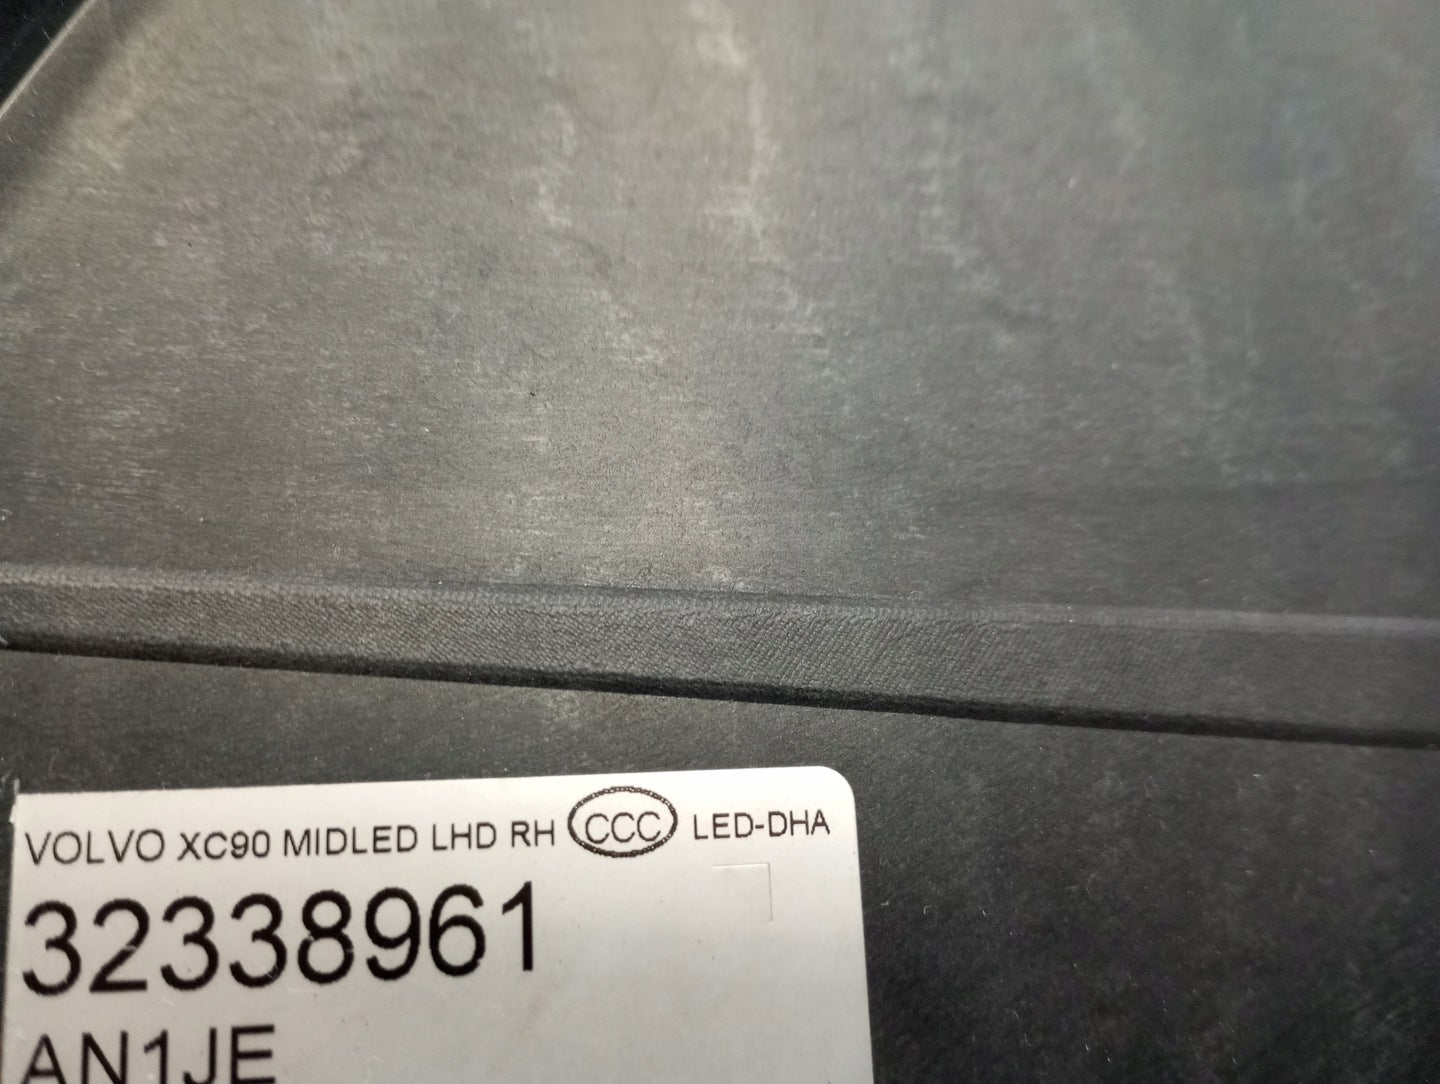 VOLVO XC90 MIDLED LHD RH CCC LED-DHA
32338961
AN1JE